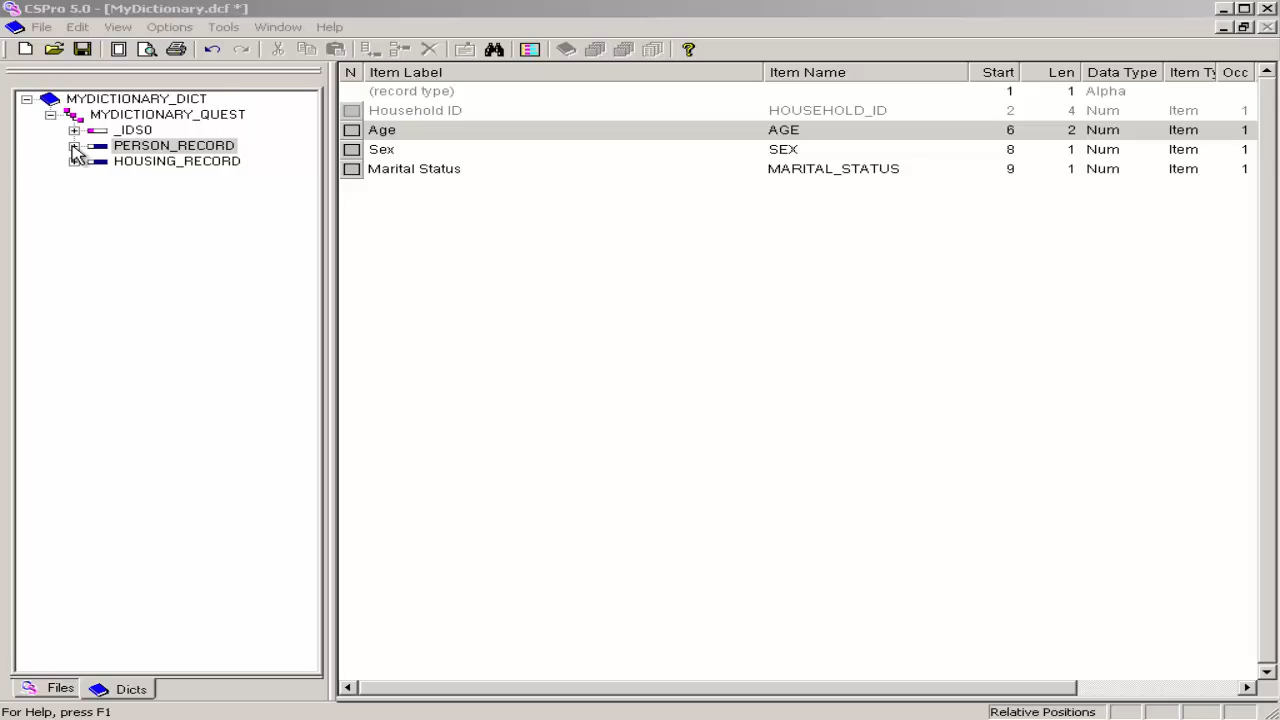 CSPro 5.0 - [MyDictionary.dcf *]
File Edit View Options Tools Window Help
MYDICTIONARY_DICT
MYDICTIONARY_QUEST
_IDS0
PERSON_RECORD
HOUSING_RECORD
N Item Label Item Name Start Len Data Type Item Ty Occ
(record type) 1 1 Alpha
Household ID HOUSEHOLD_ID 2 4 Num Item 1
Age AGE 6 2 Num Item 1
Sex SEX 8 1 Num Item 1
Marital Status MARITAL_STATUS 9 1 Num Item 1
Files Dicts
For Help, press F1 Relative Positions